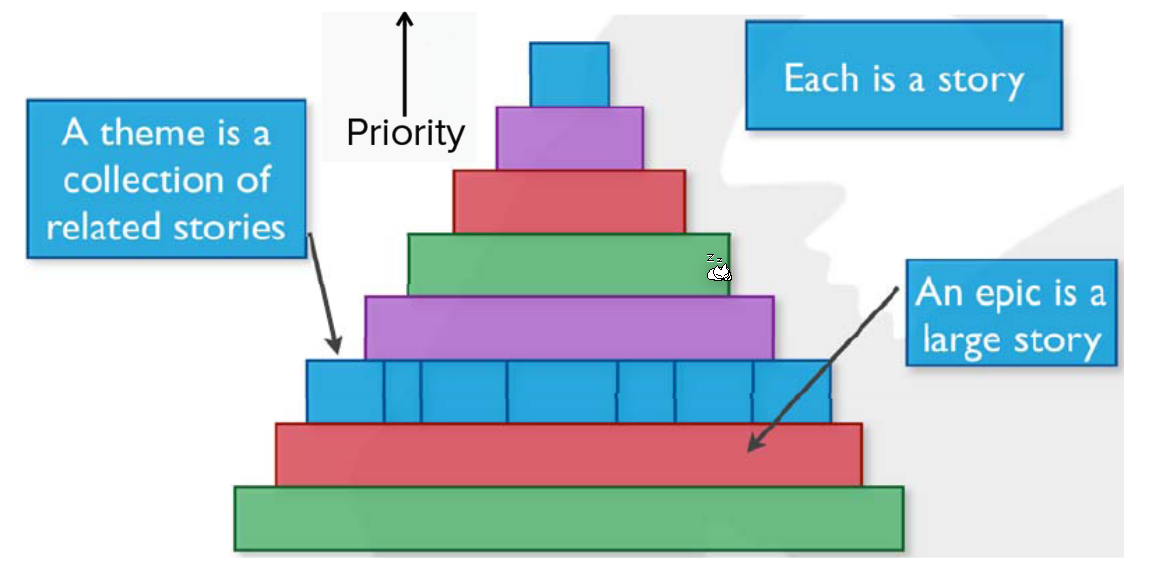 Priority
Each is a story
A theme is a
collection of
related stories
z z
An epic is a
large story